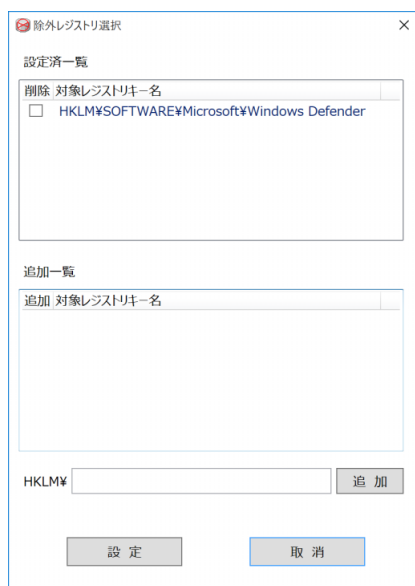 除外レジストリ選択
設定済一覧
削除 対象レジストリキー名
HKLM¥SOFTWARE¥Microsoft¥Windows Defender
追加一覧
追加 対象レジストリキー名
HKLM¥ 追 加
設 定 取 消